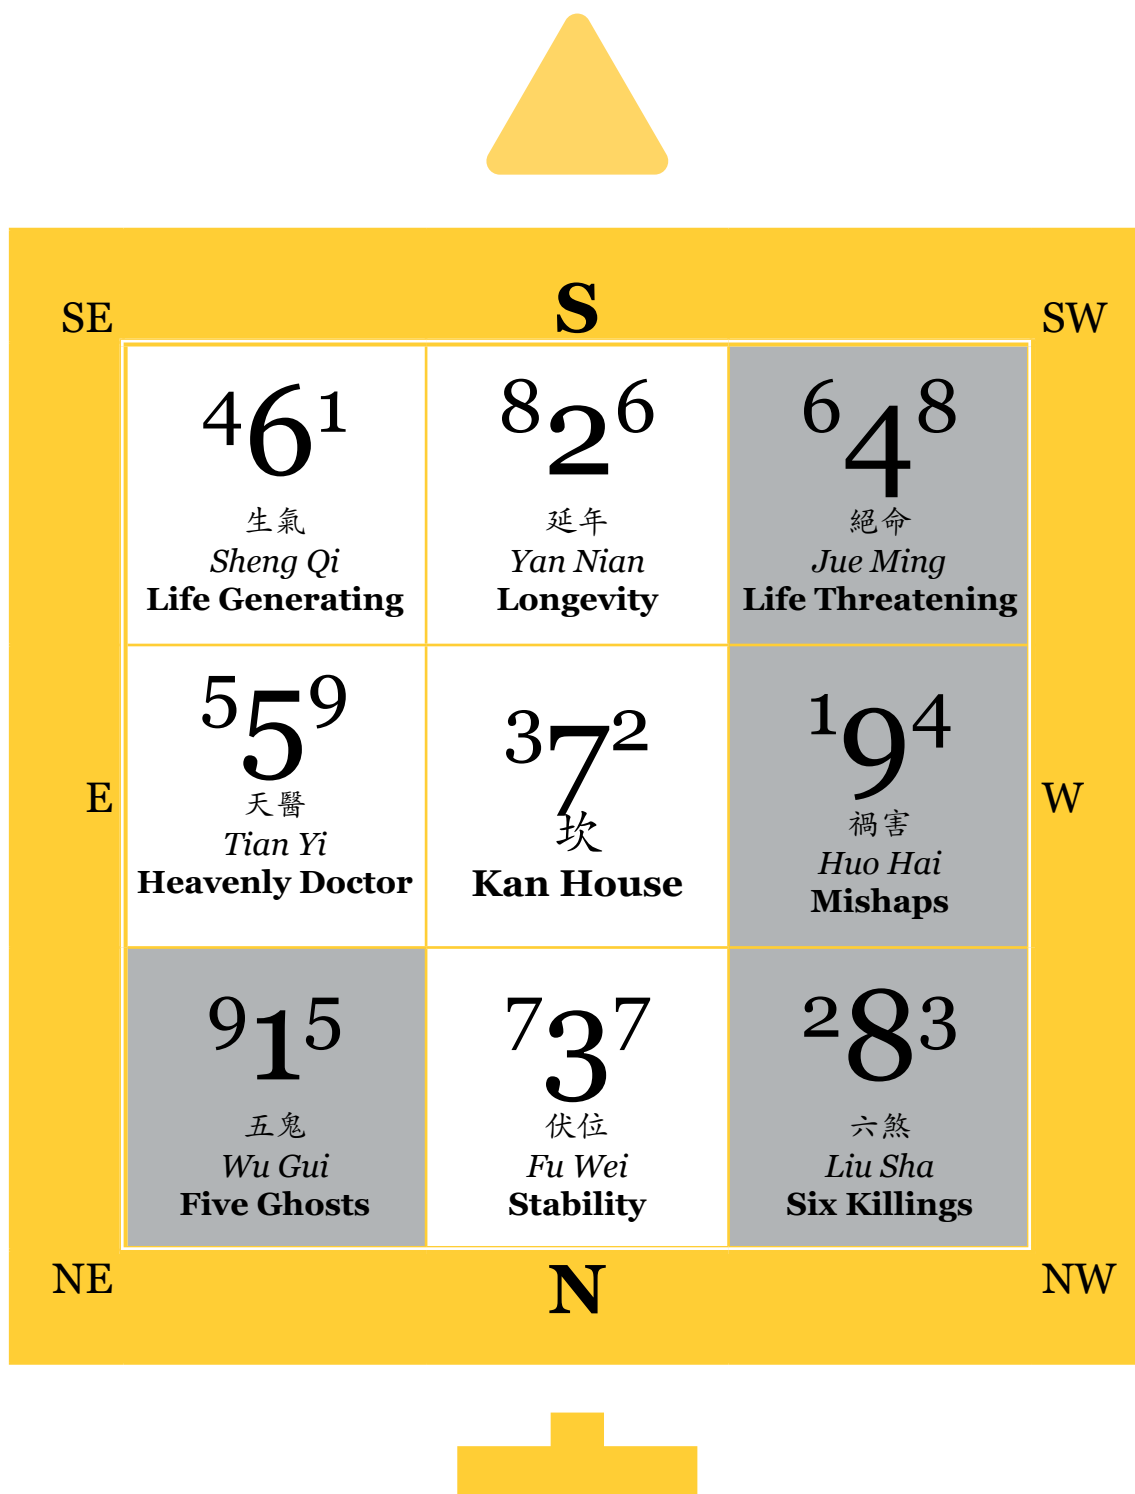 S
SE
SW
4 6 1
生氣
Sheng Qi
Life Generating
8 2 6
延年
Yan Nian
Longevity
6 4 8
絕命
Jue Ming
Life Threatening
E
5 5 9
天醫
Tian Yi
Heavenly Doctor
3 7 2
坎
Kan House
1 9 4
禍害
Huo Hai
Mishaps
W
9 1 5
五鬼
Wu Gui
Five Ghosts
7 3 7
伏位
Fu Wei
Stability
2 8 3
六煞
Liu Sha
Six Killings
NE
N
NW